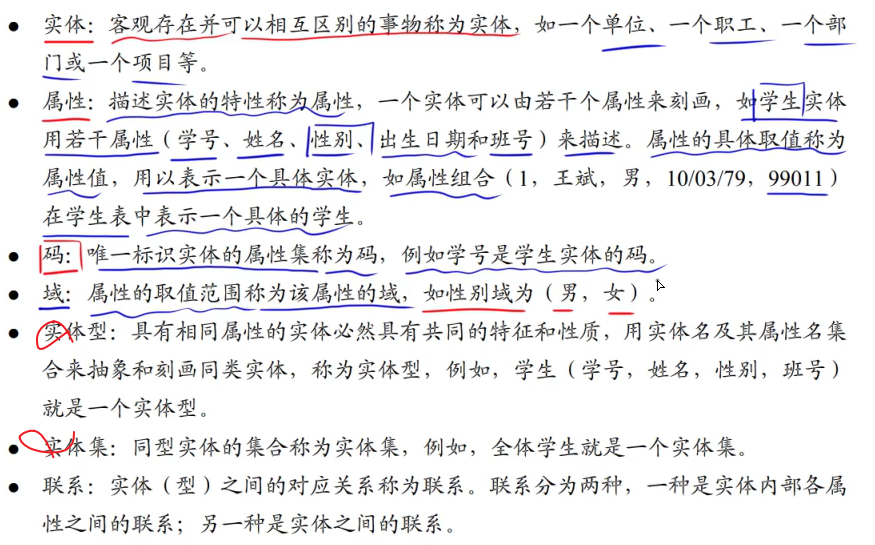 ● 实体：客观存在并可以相互区别的事物称为实体，如一个单位、一个职工、一个部
门或一个项目等。
● 属性：描述实体的特性称为属性，一个实体可以由若干个属性来刻画，如学生实体
用若干属性（学号、姓名、性别、出生日期和班号）来描述。属性的具体取值称为
属性值，用以表示一个具体实体，如属性组合（1，王斌，男，10/03/79，99011）
在学生表中表示一个具体的学生。
● 码：唯一标识实体的属性集称为码，例如学号是学生实体的码。
● 域：属性的取值范围称为该属性的域，如性别域为（男，女）。
● 实体型：具有相同属性的实体必然具有共同的特征和性质，用实体名及其属性名集
合来抽象和刻画同类实体，称为实体型，例如，学生（学号，姓名，性别，班号）
就是一个实体型。
● 实体集：同型实体的集合称为实体集，例如，全体学生就是一个实体集。
● 联系：实体（型）之间的对应关系称为联系。联系分为两种，一种是实体内部各属
性之间的联系；另一种是实体之间的联系。